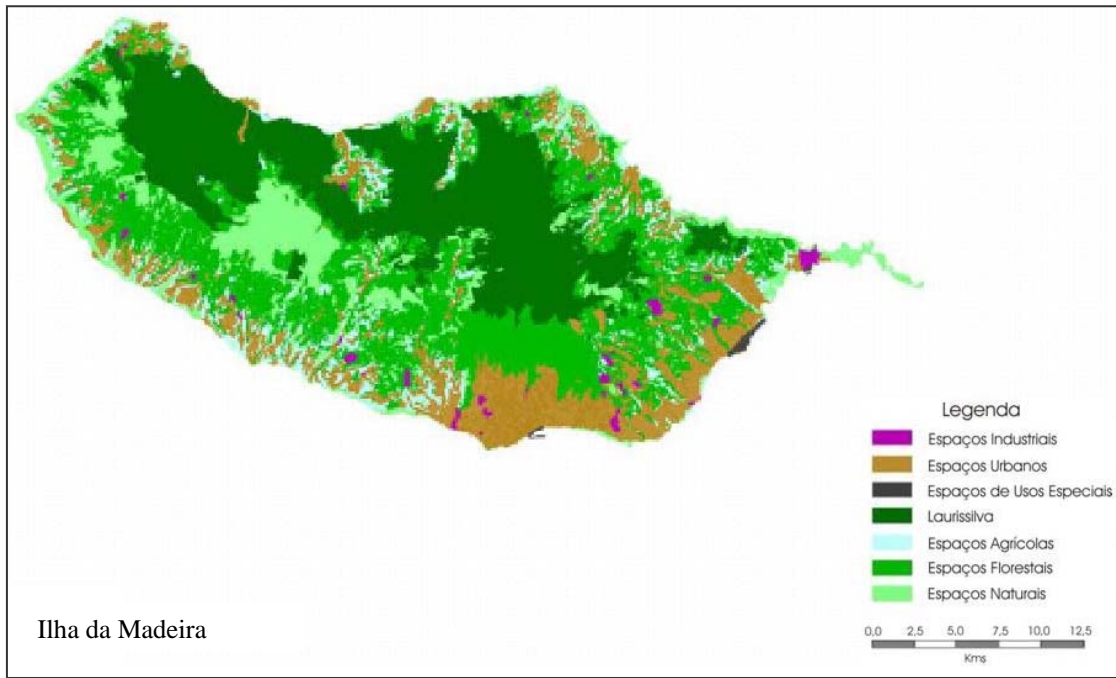 Legenda
Espaços Industriais
Espaços Urbanos
Espaços de Usos Especiais
Laurissilva
Espaços Agrícolas
Espaços Florestais
Espaços Naturais
Ilha da Madeira
0,0 2,5 5,0 7,5 10,0 12,5
Kms